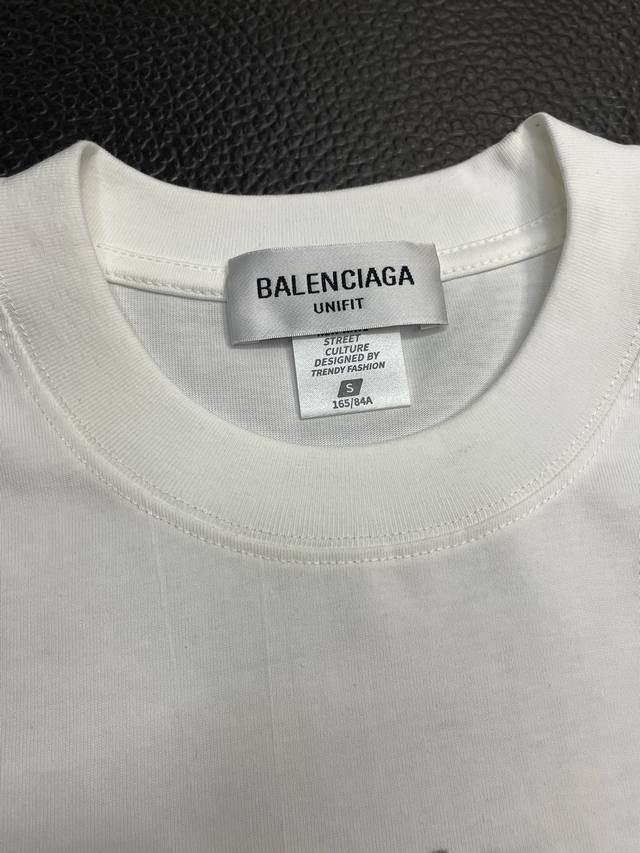 BALENCIAGA
UNIFIT
STREET
CULTURE
DESIGNED BY
TRENDY FASHION
S
165/84A